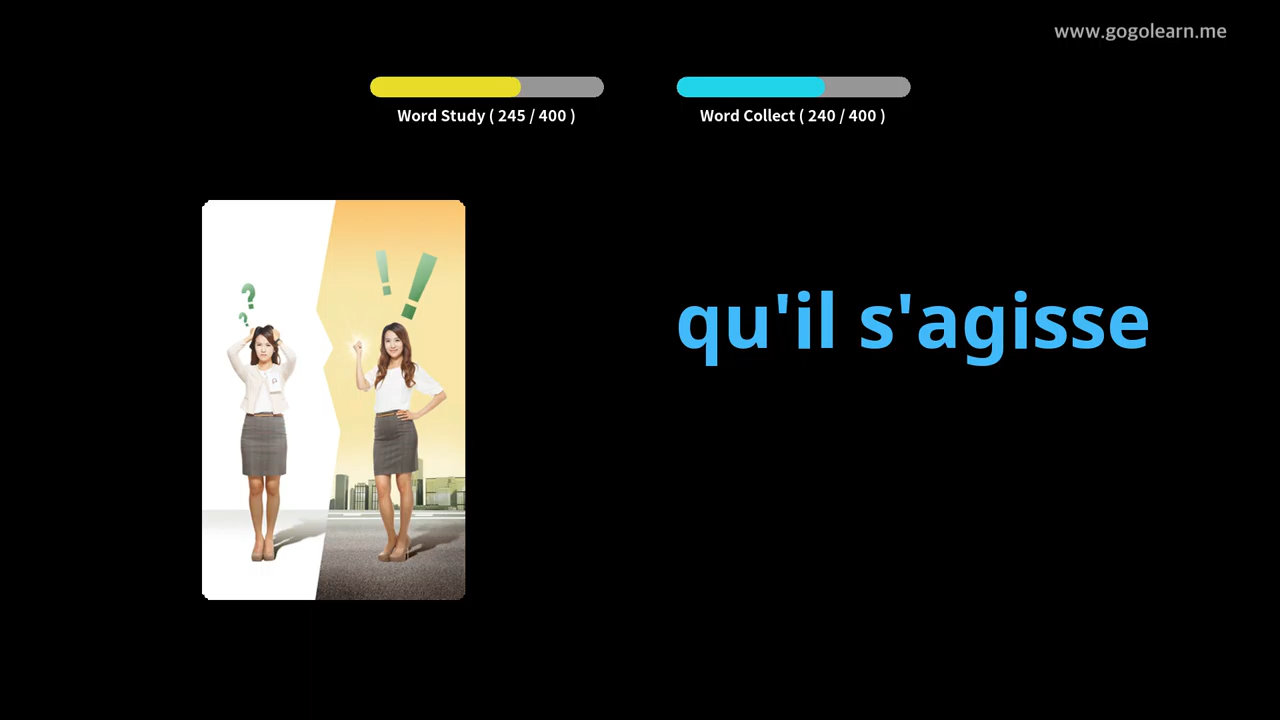 www.gogolearn.me
Word Study ( 245 / 400 )
Word Collect ( 240 / 400 )
? ? ! !
qu'il s'agisse